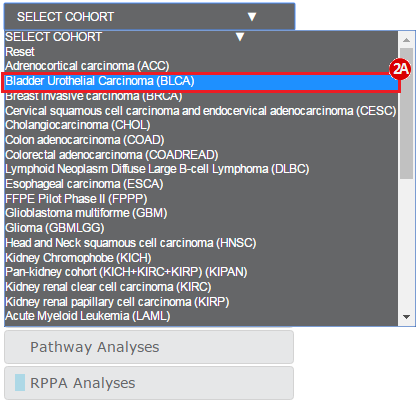 SELECT COHORT ▼
SELECT COHORT ▼
Reset
Adrenocortical carcinoma (ACC)
2A
Bladder Urothelial Carcinoma (BLCA)
Breast invasive carcinoma (BRCA)
Cervical squamous cell carcinoma and endocervical adenocarcinoma (CESC)
Cholangiocarcinoma (CHOL)
Colon adenocarcinoma (COAD)
Colorectal adenocarcinoma (COADREAD)
Lymphoid Neoplasm Diffuse Large B-cell Lymphoma (DLBC)
Esophageal carcinoma (ESCA)
FFPE Pilot Phase II (FPPP)
Glioblastoma multiforme (GBM)
Glioma (GBMLGG)
Head and Neck squamous cell carcinoma (HNSC)
Kidney Chromophobe (KICH)
Pan-kidney cohort (KICH+KIRC+KIRP) (KIPAN)
Kidney renal clear cell carcinoma (KIRC)
Kidney renal papillary cell carcinoma (KIRP)
Acute Myeloid Leukemia (LAML)
Pathway Analyses
RPPA Analyses